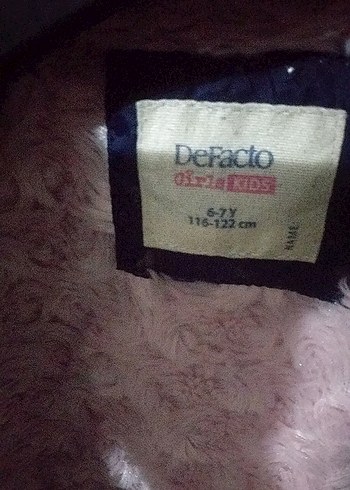 DeFacto
Girls KIDS
6-7 Y
116-122 cm
NAME: